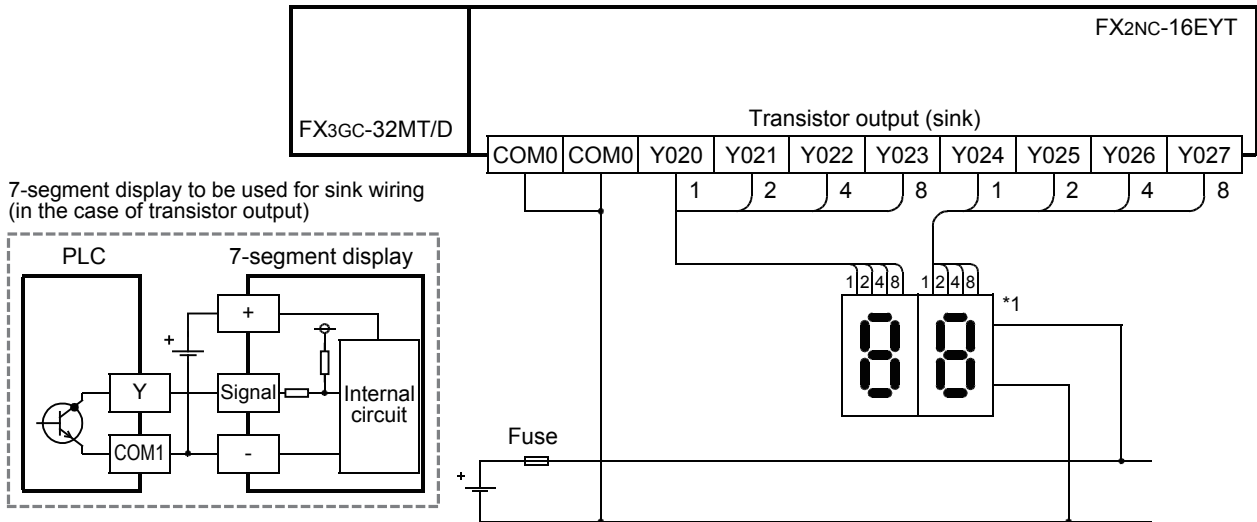 FX2NC-16EYT
FX3GC-32MT/D
Transistor output (sink)
COM0 COM0 Y020 Y021 Y022 Y023 Y024 Y025 Y026 Y027
1 2 4 8 1 2 4 8
7-segment display to be used for sink wiring
(in the case of transistor output)
PLC 7-segment display
+
+
Y Signal Internal
circuit
COM1 -
1 2 4 8 1 2 4 8
*1
Fuse
+